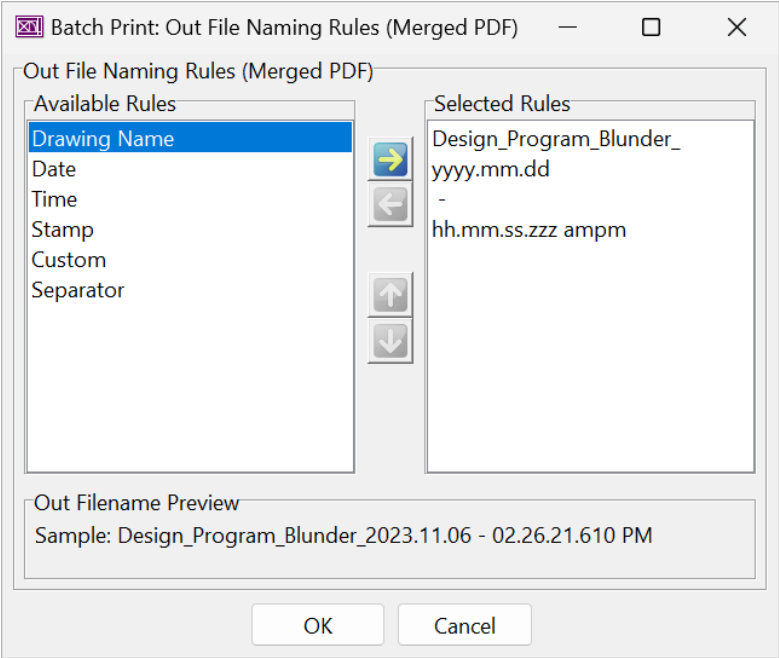 Batch Print: Out File Naming Rules (Merged PDF)
Out File Naming Rules (Merged PDF)
Available Rules
Drawing Name
Date
Time
Stamp
Custom
Separator
Selected Rules
Design_Program_Blunder_
yyyy.mm.dd
-
hh.mm.ss.zzz ampm
Out Filename Preview
Sample: Design_Program_Blunder_2023.11.06 - 02.26.21.610 PM
OK
Cancel